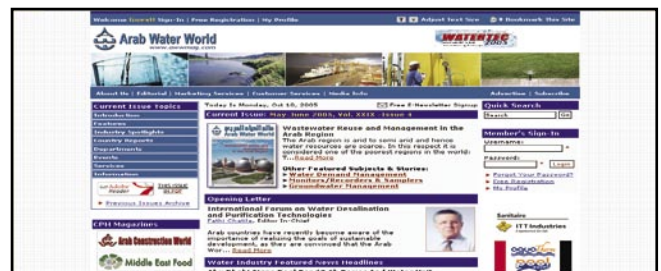 Welcome Guest! Sign-In | Free Registration | My Profile
Adjust Text Size
Bookmark This Site
Arab Water World
WATERTEC
2005
About Us | Editorial | Marketing Services | Customer Services | Media Info
Advertise | Subscribe
Current Issue Topics
Introduction
Features
Industry Spotlights
Country Reports
Departments
Events
Services
Information
Get Adobe Reader
THIS ISSUE
Previous Issues Archive
CPH Magazines
Arab Construction World
Middle East Food
Today Is Monday, Oct 10, 2005
Free E-Newsletter Signup
Current Issue: May June 2005, Vol. XXIX Issue 4
Arab Water World
Wastewater Reuse and Management in the
Arab Region
The Arab region is arid to semi arid and hence
water resources are scarce. In this respect it is
considered one of the poorest regions in the world:
T...Read More
Other Featured Subjects & Stories:
Water Demand Management
Monitors/Recorders & Samplers
Groundwater Management
Opening Letter
International Forum on Water Desalination
and Purification Technologies
Fathi Chatila, Editor In-Chief
Arab countries have recently become aware of the
importance of realizing the goals of sustainable
development, as they are convinced that the Arab
Wor... Read More
Water Industry Featured News Headlines
Quick Search
Search
Go
Member's Sign-In
Username:
Password:
Login
Forgot Your Password?
Free Registration
My Profile
Sanitaire
ITT Industries
aquaTherm